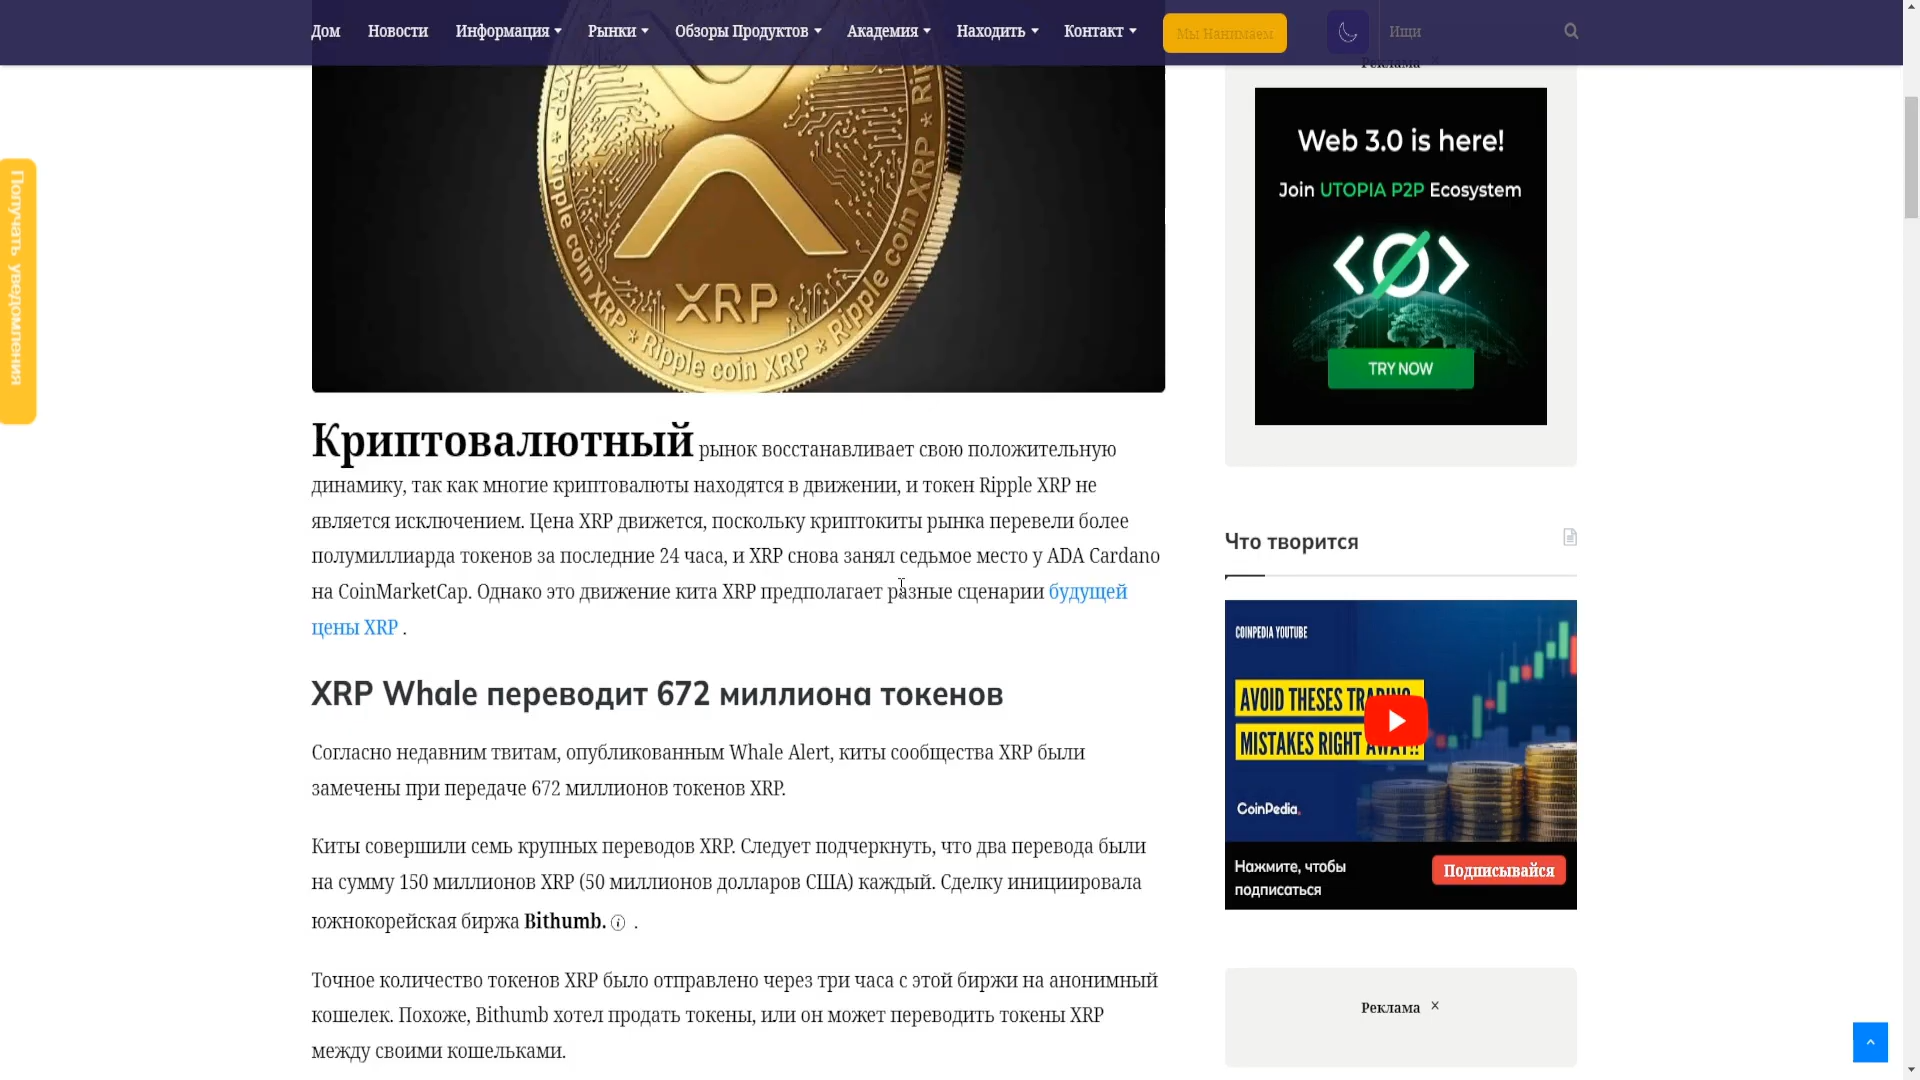 Дом Новости Информация Рынки Обзоры Продуктов Академия Находить Контакт Мы Нанимаем Ищи
Получать уведомления
XRP
Ripple coin XRP * Ripple coin XRP * Ripple coin XRP *
Криптовалютный рынок восстанавливает свою положительную
динамику, так как многие криптовалюты находятся в движении, и токен Ripple XRP не
является исключением. Цена XRP движется, поскольку криптокиты рынка перевели более
полумиллиарда токенов за последние 24 часа, и XRP снова занял седьмое место у ADA Cardano
на CoinMarketCap. Однако это движение кита XRP предполагает разные сценарии будущей
цены XRP .
XRP Whale переводит 672 миллиона токенов
Согласно недавним твитам, опубликованным Whale Alert, киты сообщества XRP были
замечены при передаче 672 миллионов токенов XRP.
Киты совершили семь крупных переводов XRP. Следует подчеркнуть, что два перевода были
на сумму 150 миллионов XRP (50 миллионов долларов США) каждый. Сделку инициировала
южнокорейская биржа Bithumb. .
Точное количество токенов XRP было отправлено через три часа с этой биржи на анонимный
кошелек. Похоже, Bithumb хотел продать токены, или он может переводить токены XRP
между своими кошельками.
Реклама ×
Web 3.0 is here!
Join UTOPIA P2P Ecosystem
TRY NOW
Что творится
COINPEDIA YOUTUBE
AVOID THESES TRADING
MISTAKES RIGHT AWAY!!
CoinPedia.
Нажмите, чтобы
подписаться
Подписывайся
Реклама ×